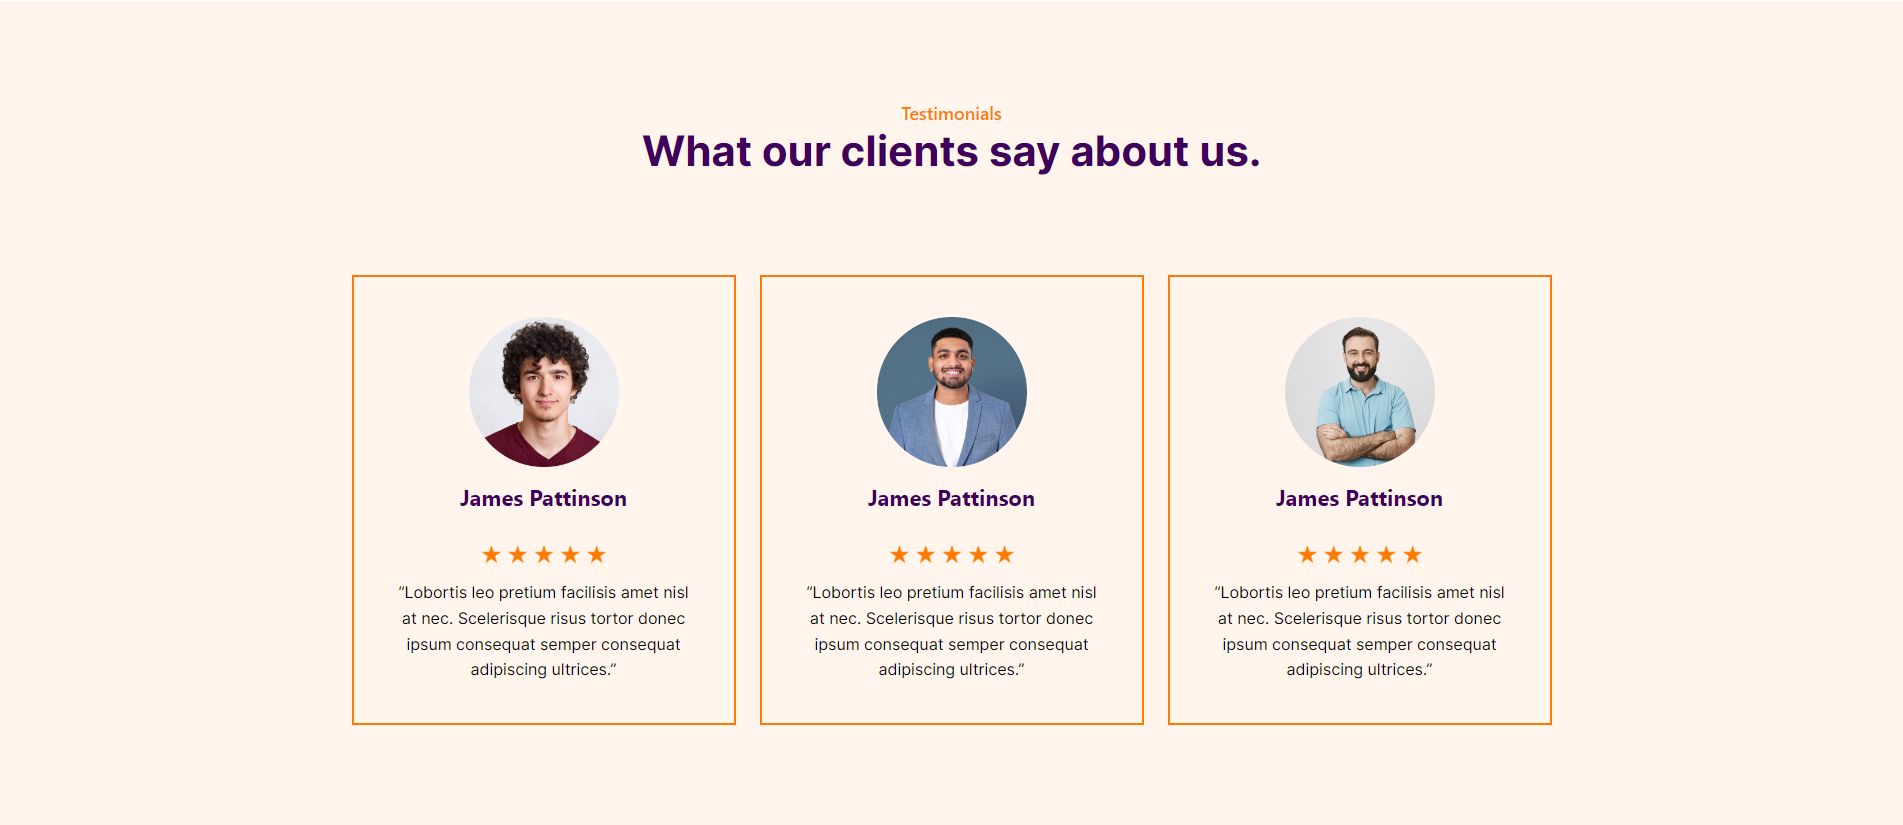 Testimonials
What our clients say about us.
James Pattinson
★ ★ ★ ★ ★
“Lobortis leo pretium facilisis amet nisl
at nec. Scelerisque risus tortor donec
ipsum consequat semper consequat
adipiscing ultrices.”
James Pattinson
★ ★ ★ ★ ★
“Lobortis leo pretium facilisis amet nisl
at nec. Scelerisque risus tortor donec
ipsum consequat semper consequat
adipiscing ultrices.”
James Pattinson
★ ★ ★ ★ ★
“Lobortis leo pretium facilisis amet nisl
at nec. Scelerisque risus tortor donec
ipsum consequat semper consequat
adipiscing ultrices.”